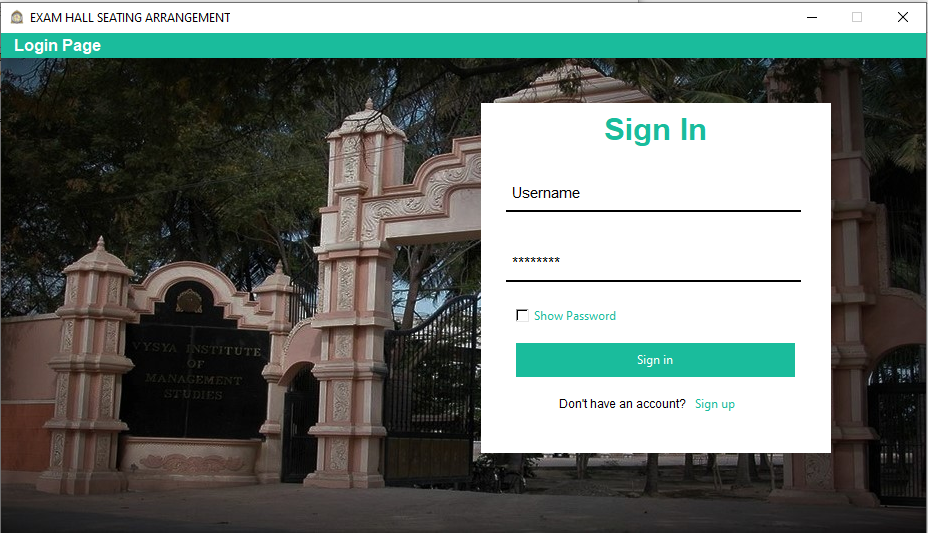 EXAM HALL SEATING ARRANGEMENT
Login Page
Sign In
Username
********
Show Password
Sign in
Don't have an account? Sign up
VYSYA INSTITUTE
OF
MANAGEMENT
STUDIES